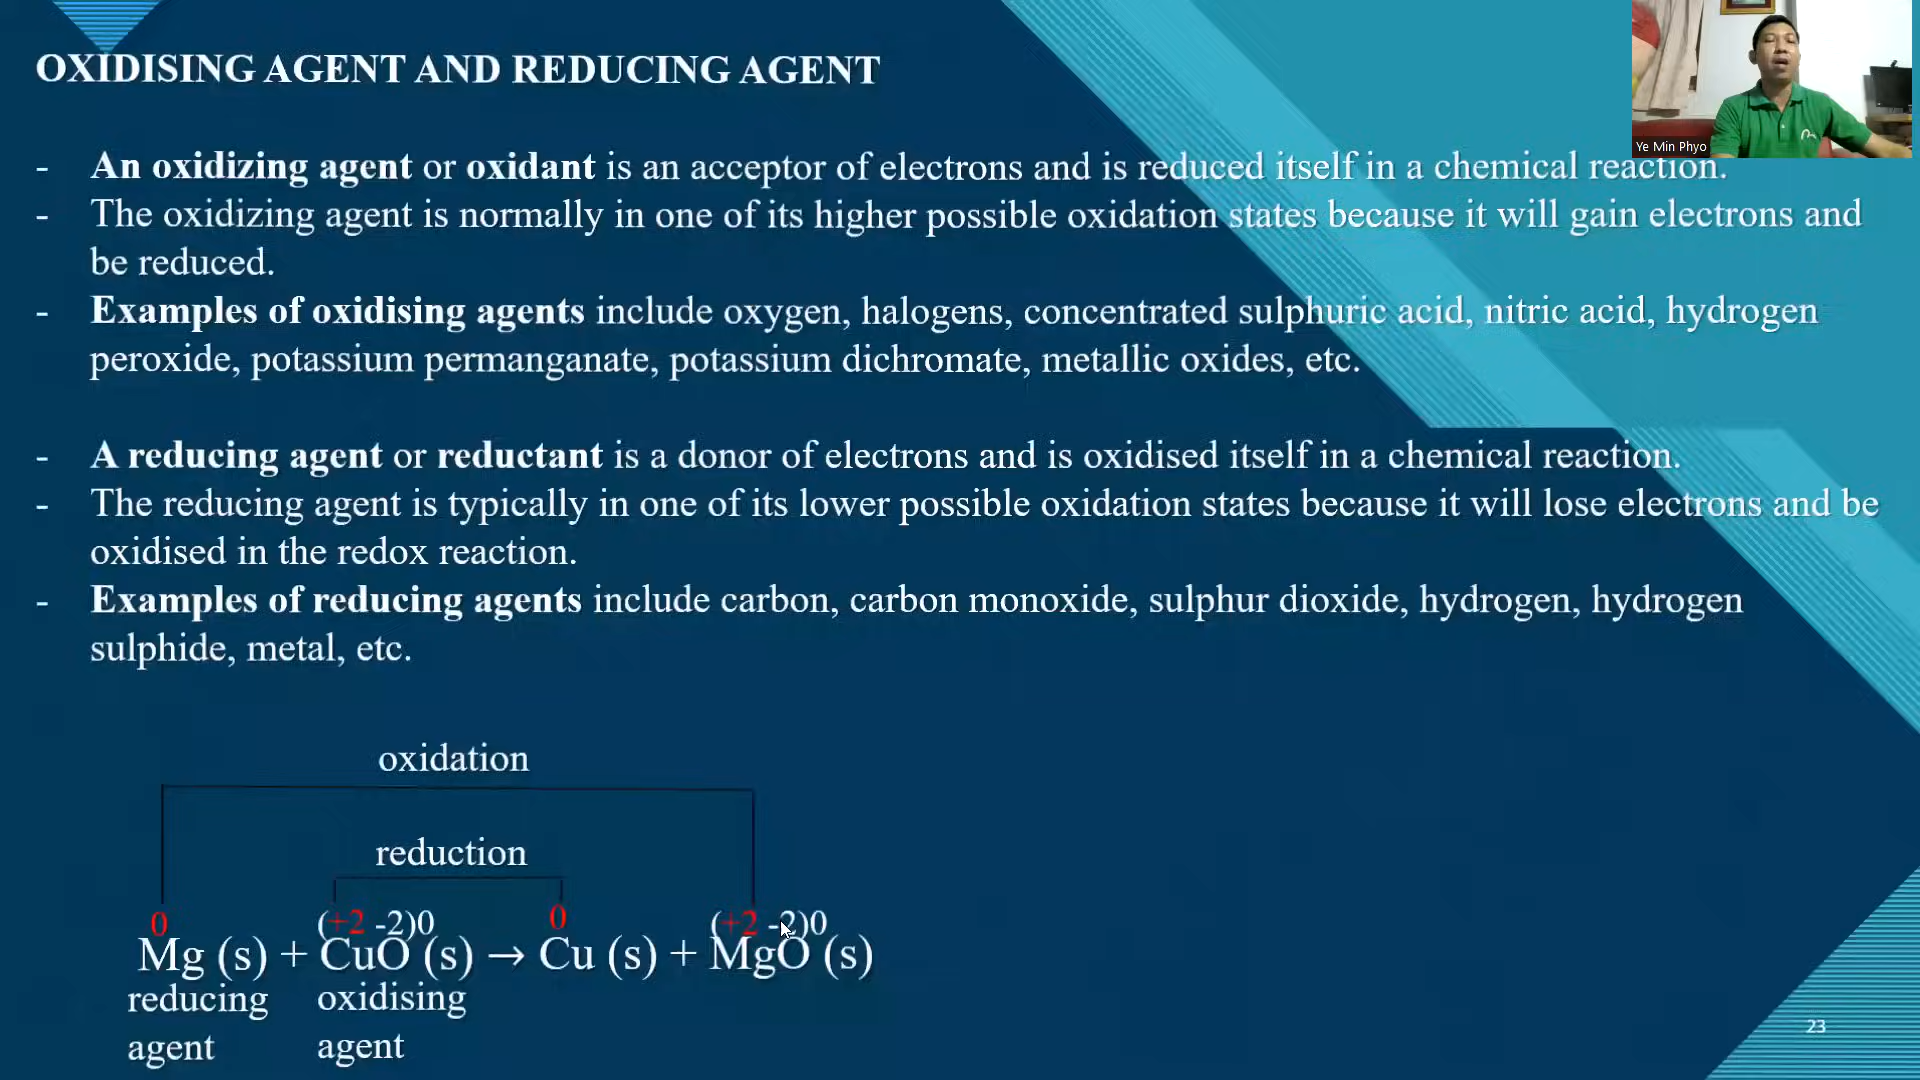 OXIDISING AGENT AND REDUCING AGENT
Ye Min Phyo
- An oxidizing agent or oxidant is an acceptor of electrons and is reduced itself in a chemical reaction.
- The oxidizing agent is normally in one of its higher possible oxidation states because it will gain electrons and
be reduced.
- Examples of oxidising agents include oxygen, halogens, concentrated sulphuric acid, nitric acid, hydrogen
peroxide, potassium permanganate, potassium dichromate, metallic oxides, etc.
- A reducing agent or reductant is a donor of electrons and is oxidised itself in a chemical reaction.
- The reducing agent is typically in one of its lower possible oxidation states because it will lose electrons and be
oxidised in the redox reaction.
- Examples of reducing agents include carbon, carbon monoxide, sulphur dioxide, hydrogen, hydrogen
sulphide, metal, etc.
oxidation
reduction
0 (+2 -2)0 0 (+2 -2)0
Mg (s) + CuO (s) → Cu (s) + MgO (s)
reducing oxidising
agent agent
23